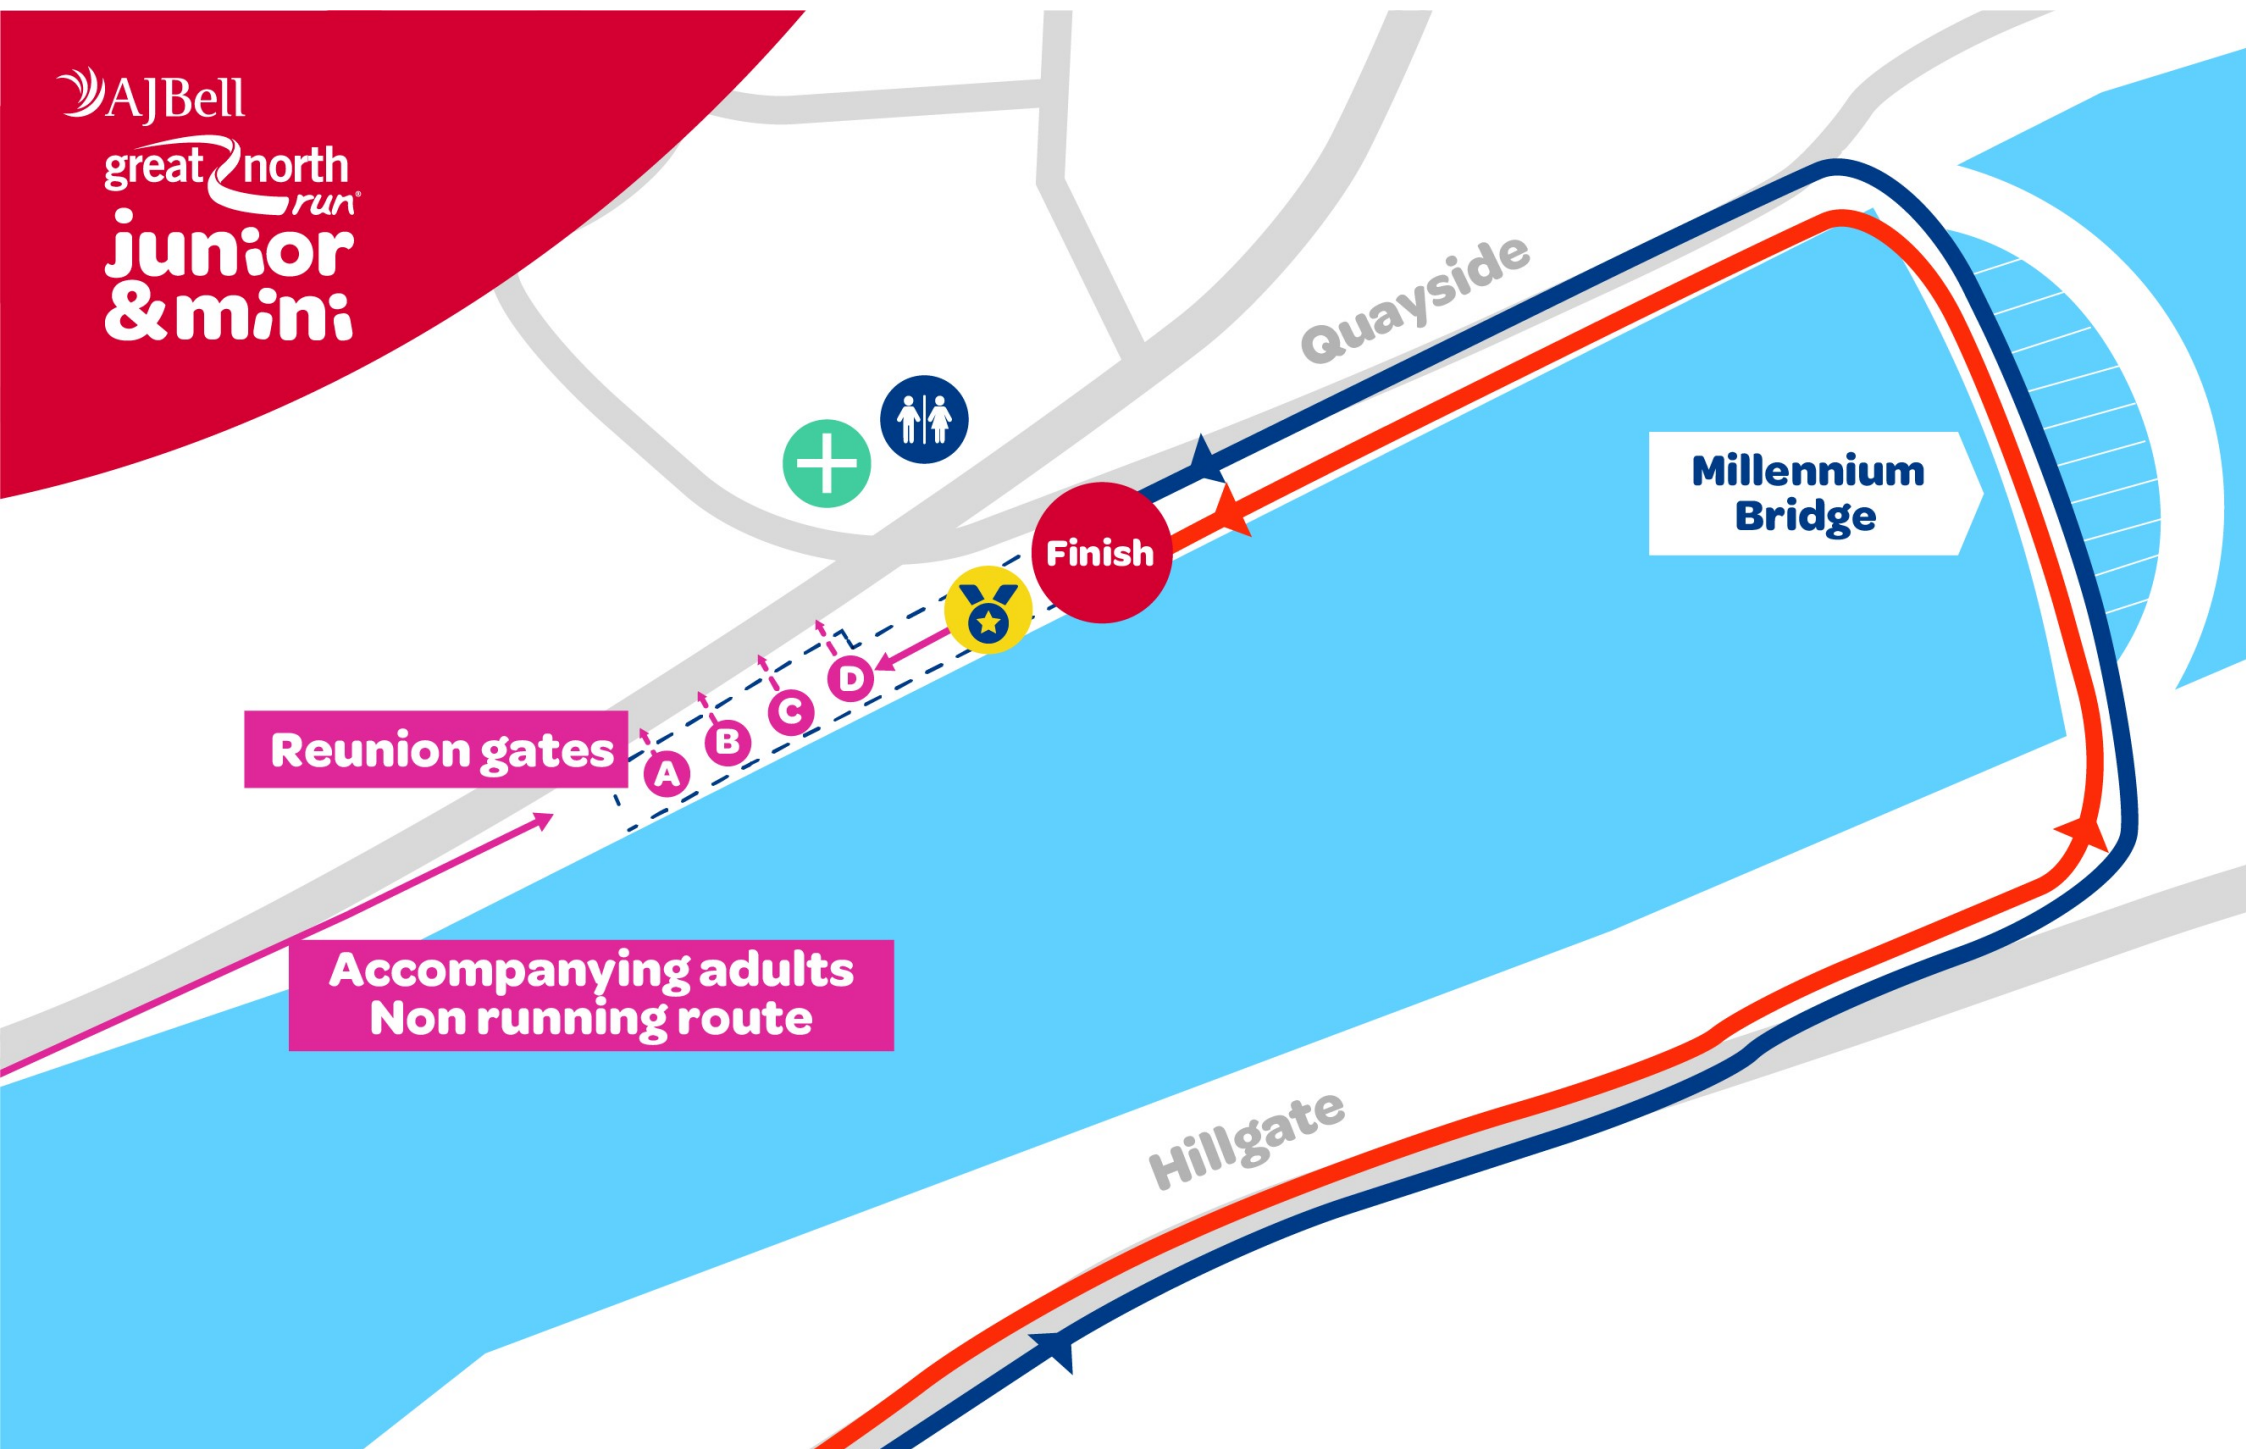 AJBell
great north
run®
junior
&mini
Quayside
Millennium
Bridge
Finish
D
C
B
A
Reunion gates
Accompanying adults
Non running route
Hillgate